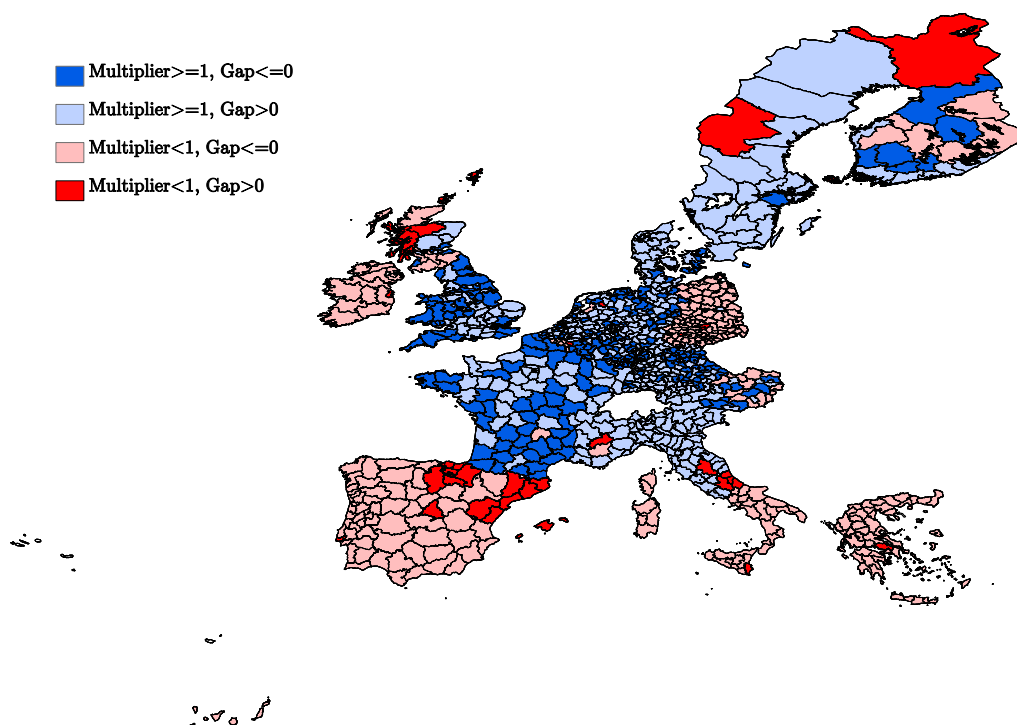 Multiplier>=1, Gap<=0
Multiplier>=1, Gap>0
Multiplier<1, Gap<=0
Multiplier<1, Gap>0